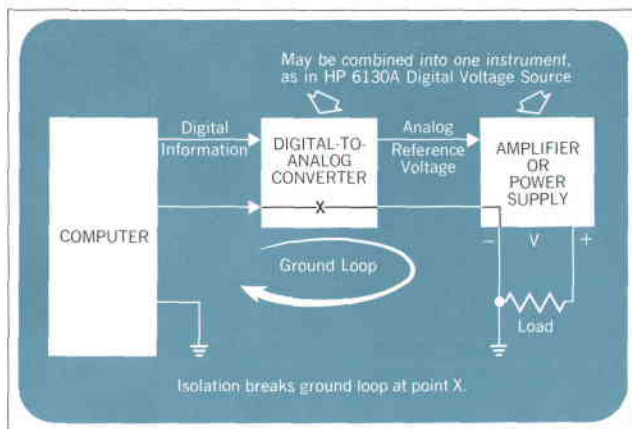 May be combined into one instrument,
as in HP 6130A Digital Voltage Source
Digital
Information
DIGITAL-TO-
ANALOG
CONVERTER
Analog
Reference
Voltage
AMPLIFIER
OR
POWER
SUPPLY
X
COMPUTER
– V +
Ground Loop
Load
Isolation breaks ground loop at point X.